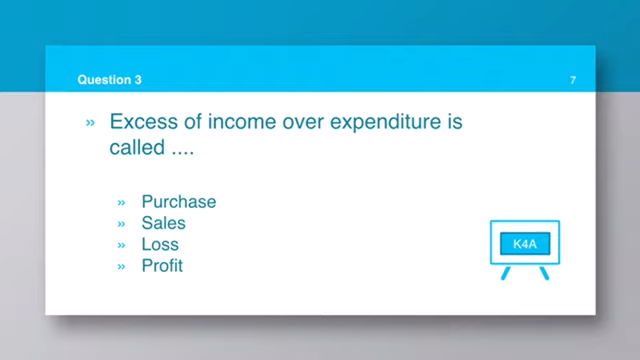 Question 3
7
» Excess of income over expenditure is
called ....
» Purchase
» Sales
» Loss
» Profit
K4A